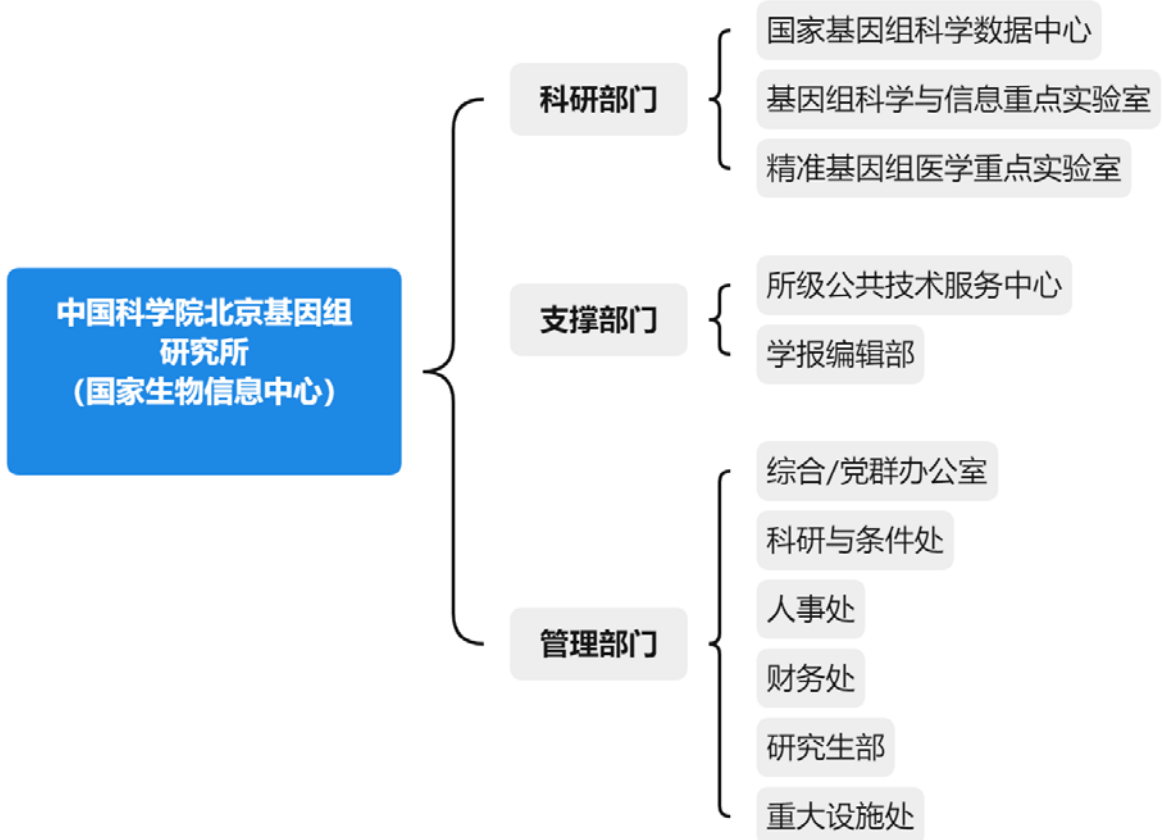 中国科学院北京基因组
研究所
（国家生物信息中心）
科研部门
国家基因组科学数据中心
基因组科学与信息重点实验室
精准基因组医学重点实验室
支撑部门
所级公共技术服务中心
学报编辑部
管理部门
综合/党群办公室
科研与条件处
人事处
财务处
研究生部
重大设施处